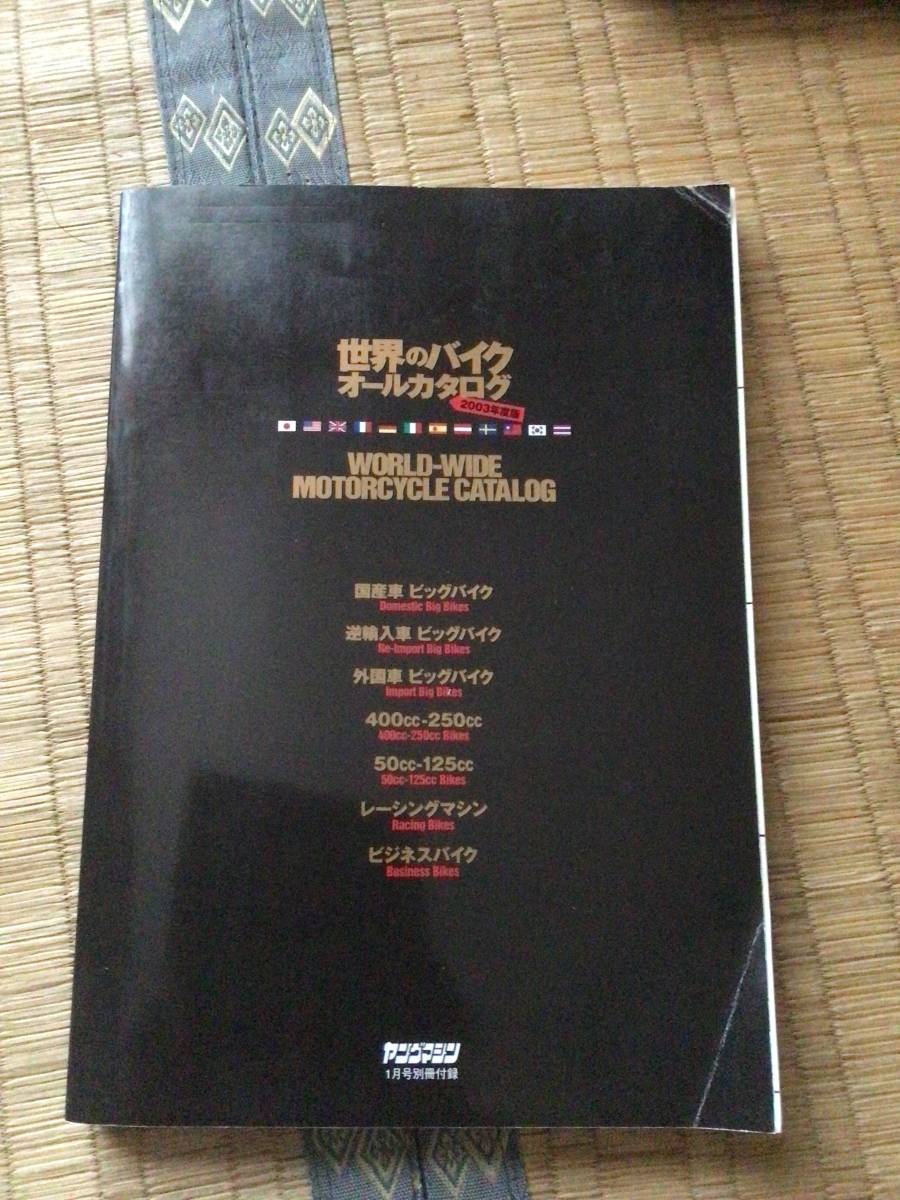 世界のバイク
オールカタログ
2003年度版
WORLD-WIDE
MOTORCYCLE CATALOG
国産車 ビッグバイク
Domestic Big Bikes
逆輸入車 ビッグバイク
Re-Import Big Bikes
外国車 ビッグバイク
Import Big Bikes
400cc-250cc
400cc-250cc Bikes
50cc-125cc
50cc-125cc Bikes
レーシングマシン
Racing Bikes
ビジネスバイク
Business Bikes
ヤングマシン
1月号別冊付録